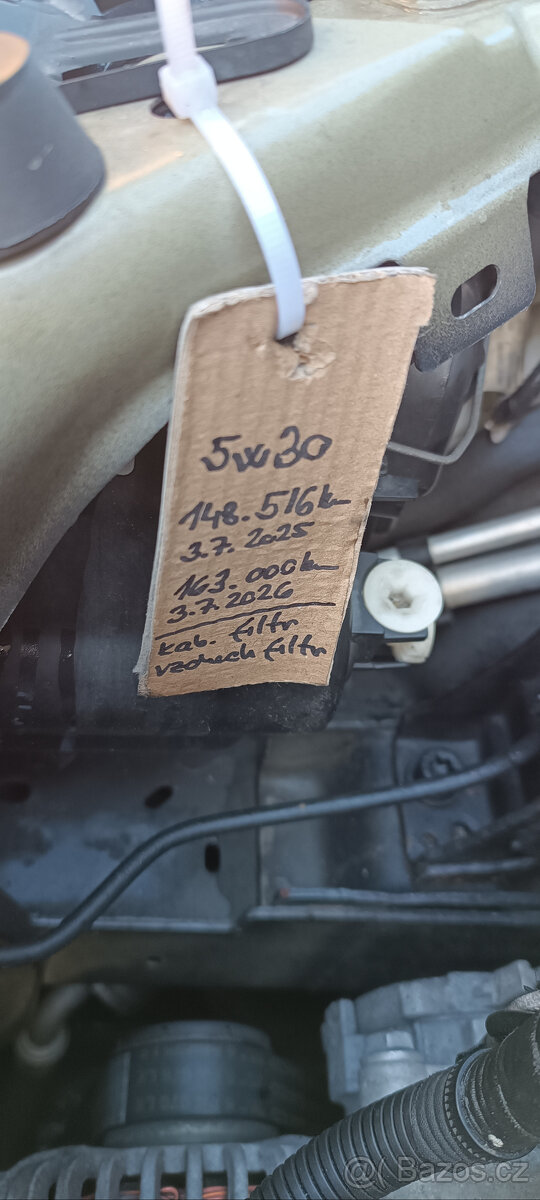 5w30
148.516km
3.7.2025
163.000km
3.7.2026
kab. filtr
vzduch filtr
Bazos.cz